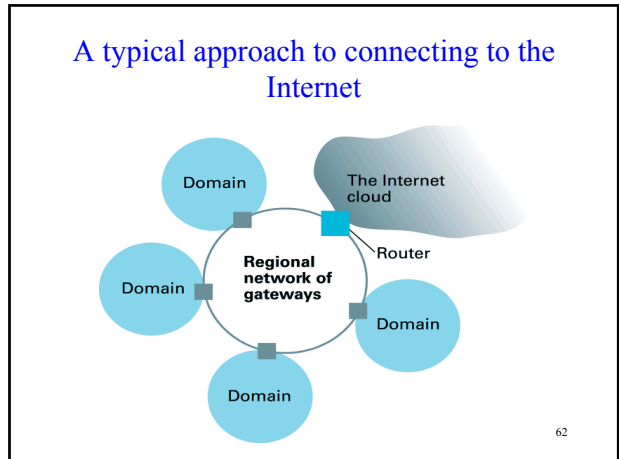 A typical approach to connecting to the
Internet
Domain
The Internet
cloud
Router
Regional
network of
gateways
Domain
Domain
Domain
62